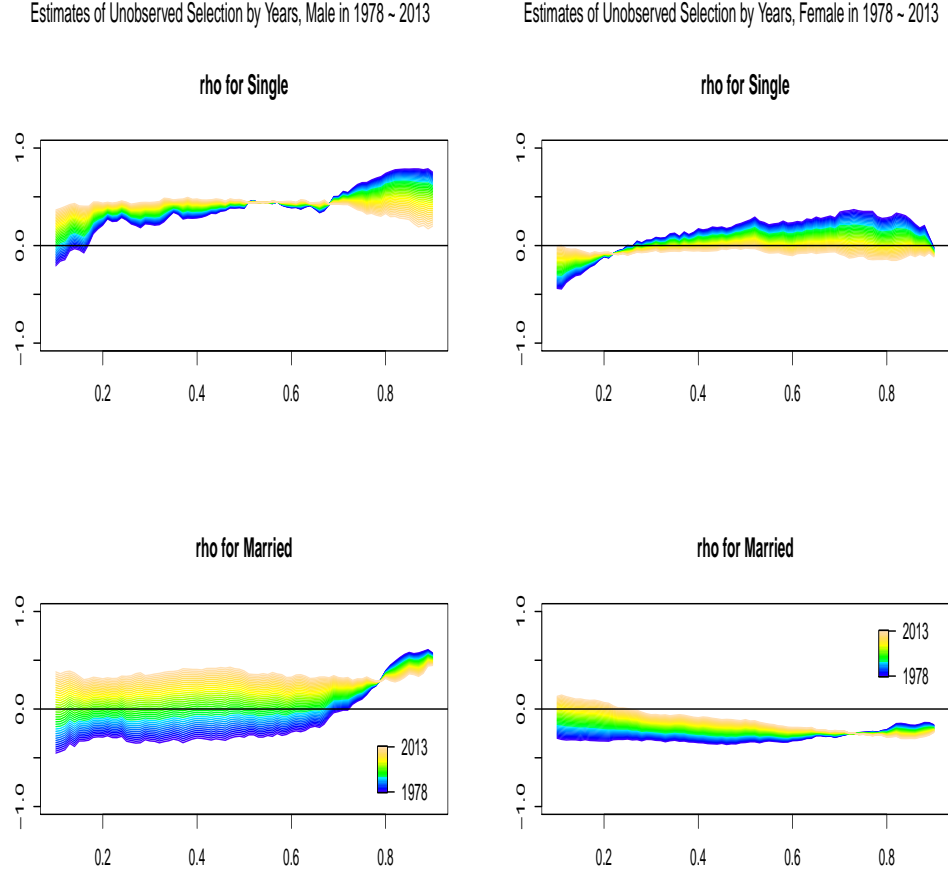 Estimates of Unobserved Selection by Years, Male in 1978 ~ 2013
Estimates of Unobserved Selection by Years, Female in 1978 ~ 2013
rho for Single
1.0
0.0
−1.0
0.2 0.4 0.6 0.8
rho for Single
1.0
0.0
−1.0
0.2 0.4 0.6 0.8
rho for Married
1.0
0.0
−1.0
2013
1978
0.2 0.4 0.6 0.8
rho for Married
1.0
0.0
−1.0
2013
1978
0.2 0.4 0.6 0.8